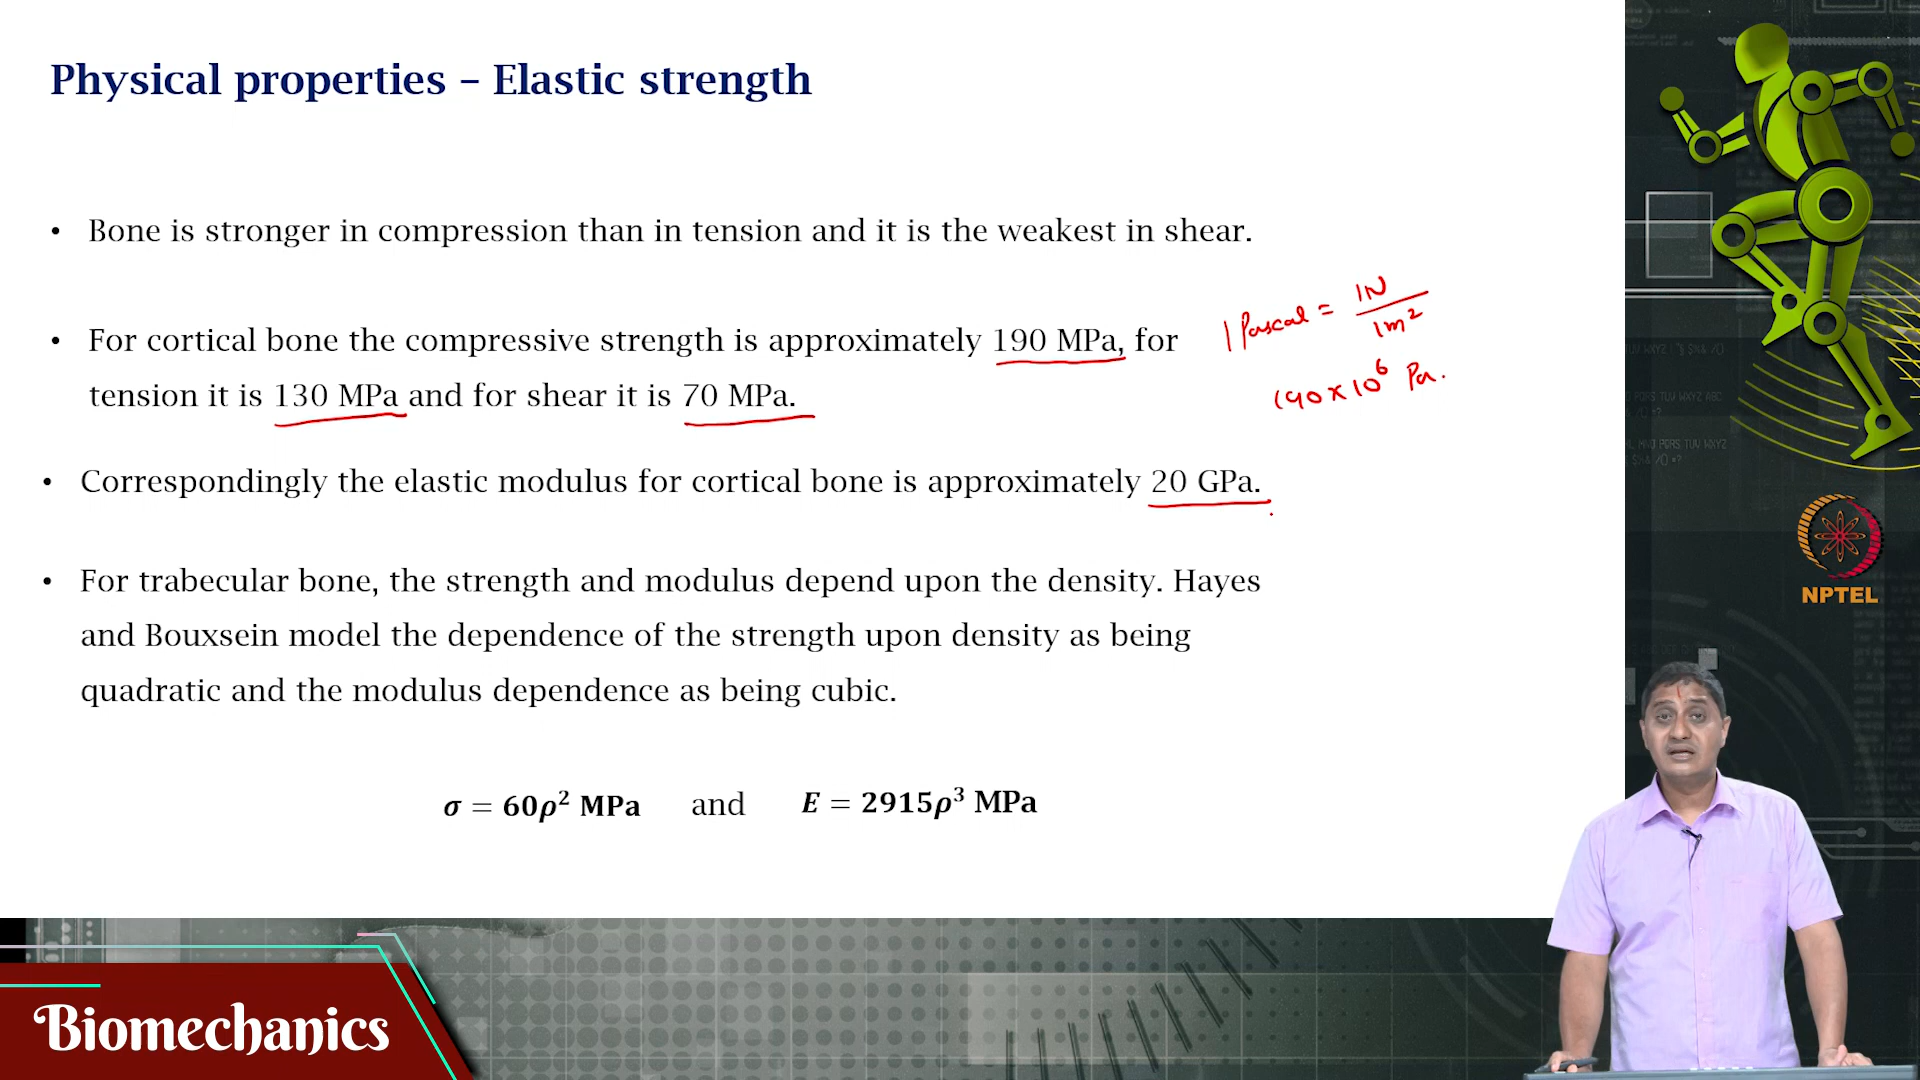 Physical properties – Elastic strength
• Bone is stronger in compression than in tension and it is the weakest in shear.
• For cortical bone the compressive strength is approximately 190 MPa, for
tension it is 130 MPa and for shear it is 70 MPa.
1 Pascal = 1N / 1m²
190 x 10⁶ Pa.
• Correspondingly the elastic modulus for cortical bone is approximately 20 GPa.
• For trabecular bone, the strength and modulus depend upon the density. Hayes
and Bouxsein model the dependence of the strength upon density as being
quadratic and the modulus dependence as being cubic.
σ = 60ρ² MPa and E = 2915ρ³ MPa
NPTEL
Biomechanics